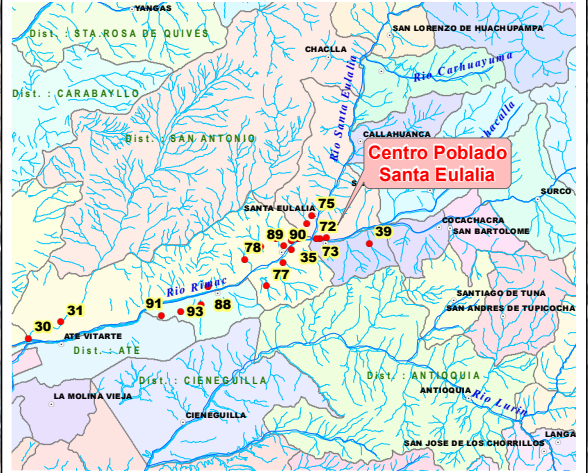 YANGAS
Dist. : STA.ROSA DE QUIVES
SAN LORENZO DE HUACHUPAMPA
CHACLLA
Rio Carhuayuma
Dist. : CARABAYLLO
Rio Santa Eulalia
Dist. : SAN ANTONIO
CALLAHUANCA
Centro Poblado
Santa Eulalia
SURCO
75
SANTA EULALIA
72
COCACHACRA
SAN BARTOLOME
89
90
39
78
35
73
77
Rio Rimac
88
91
93
SANTIAGO DE TUNA
SAN ANDRES DE TUPICOCHA
31
30
ATE VITARTE
Dist. : ATE
Dist. : CIENEGUILLA
Dist. : ANTIOQUIA
ANTIOQUIA
Rio Lurin
LA MOLINA VIEJA
CIENEGUILLA
LANGA
SAN JOSE DE LOS CHORRILLOS